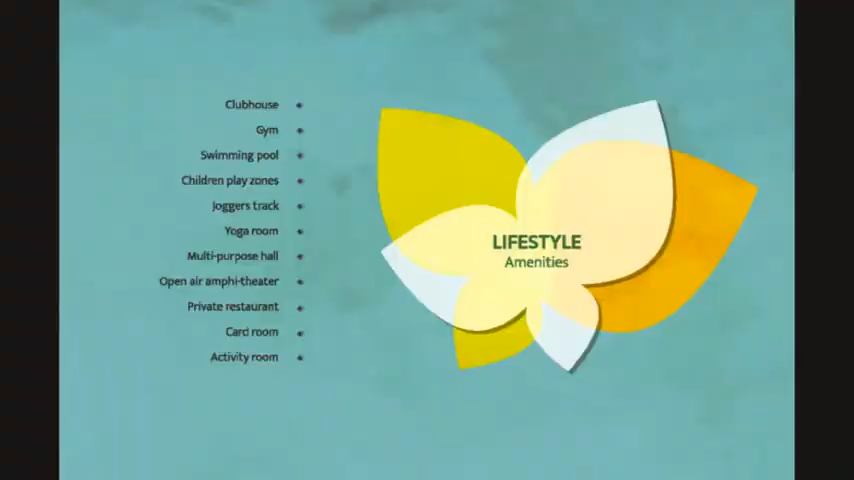 Clubhouse
Gym
Swimming pool
Children play zones
Joggers track
Yoga room
Multi-purpose hall
Open air amphi-theater
Private restaurant
Card room
Activity room
LIFESTYLE
Amenities